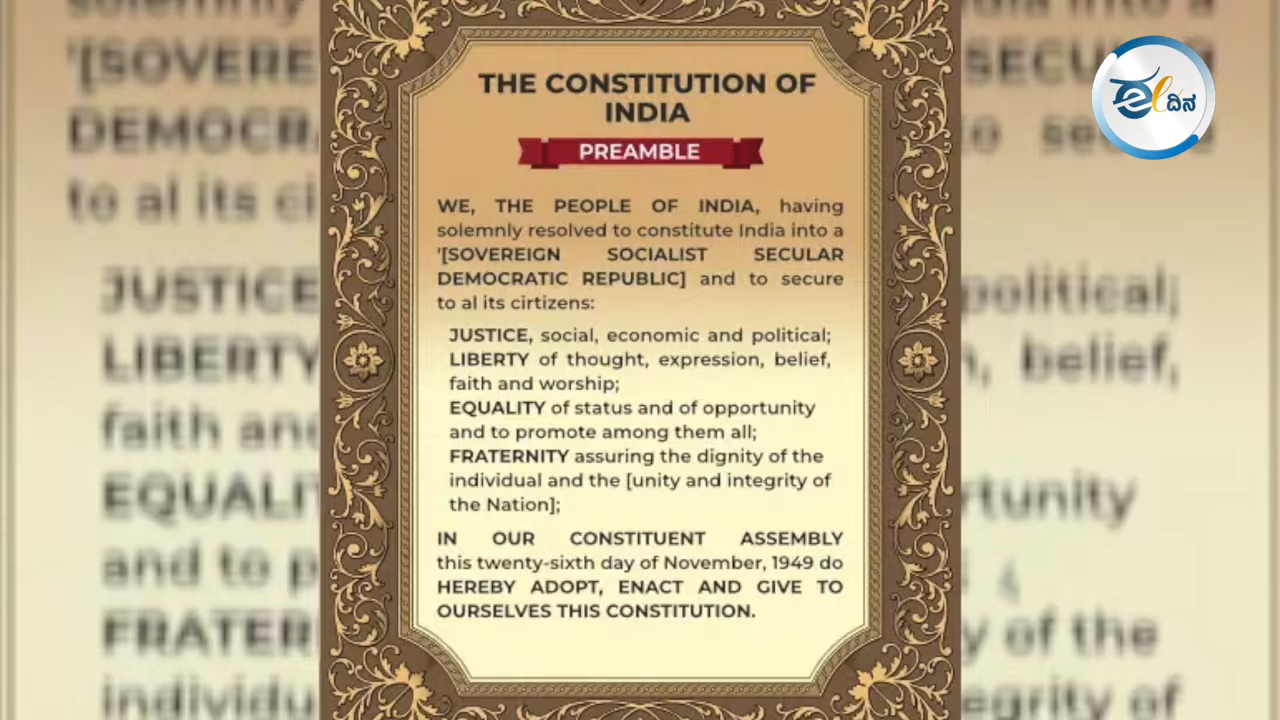 THE CONSTITUTION OF
INDIA
PREAMBLE
WE, THE PEOPLE OF INDIA, having
solemnly resolved to constitute India into a
'[SOVEREIGN SOCIALIST SECULAR
DEMOCRATIC REPUBLIC] and to secure
to al its cirtizens:
JUSTICE, social, economic and political;
LIBERTY of thought, expression, belief,
faith and worship;
EQUALITY of status and of opportunity
and to promote among them all;
FRATERNITY assuring the dignity of the
individual and the [unity and integrity of
the Nation];
IN OUR CONSTITUENT ASSEMBLY
this twenty-sixth day of November, 1949 do
HEREBY ADOPT, ENACT AND GIVE TO
OURSELVES THIS CONSTITUTION.
ದಿನ